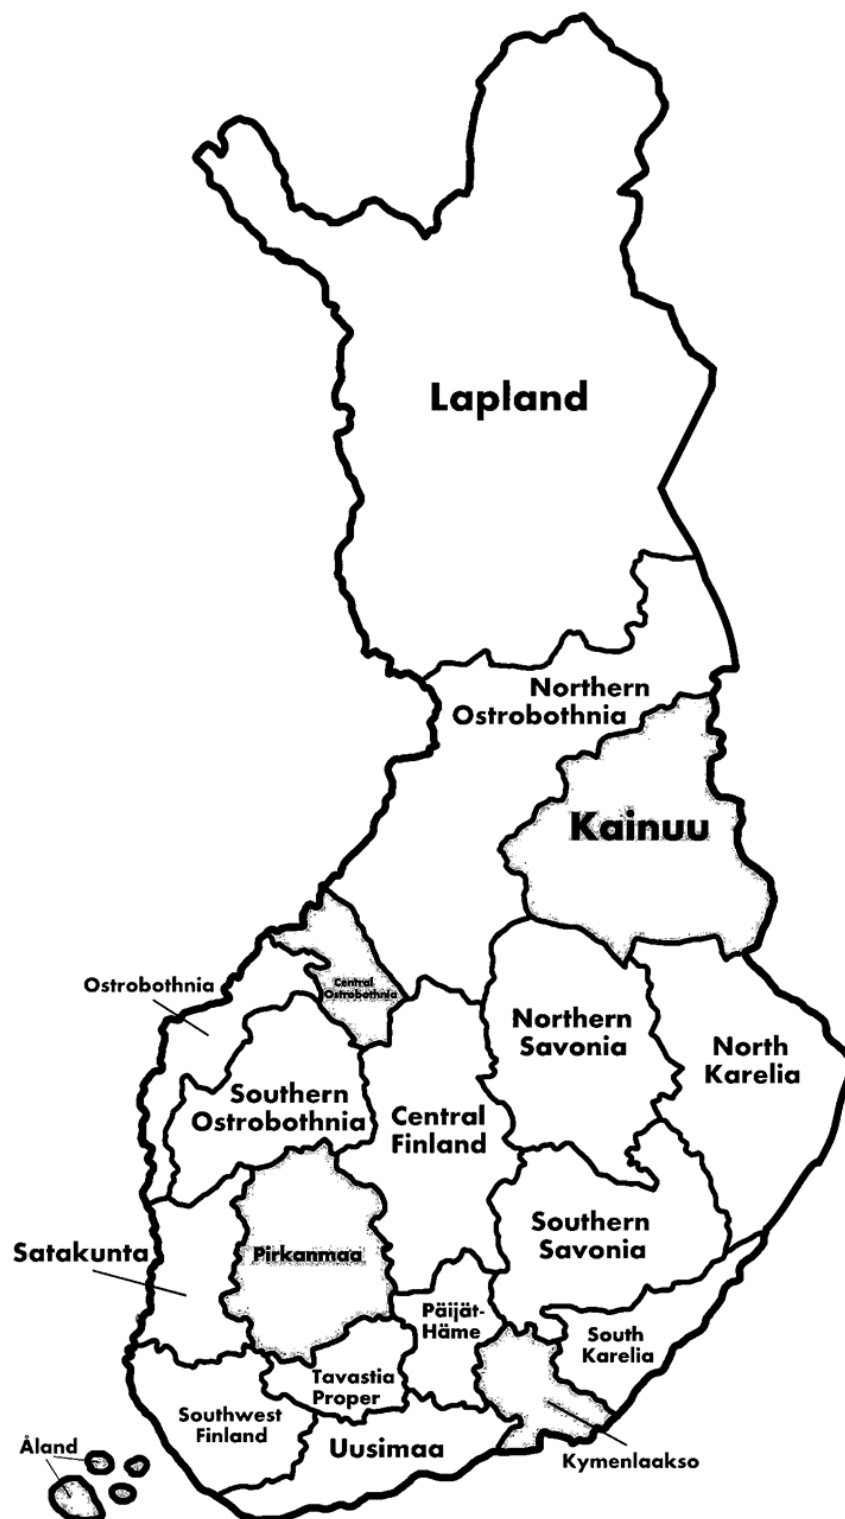 Lapland
Northern
Ostrobothnia
Kainuu
Central
Ostrobothnia
Ostrobothnia
Northern
Savonia
North
Karelia
Southern
Ostrobothnia
Central
Finland
Southern
Savonia
Satakunta
Pirkanmaa
Päijät-
Häme
South
Karelia
Tavastia
Proper
Southwest
Finland
Uusimaa
Åland
Kymenlaakso